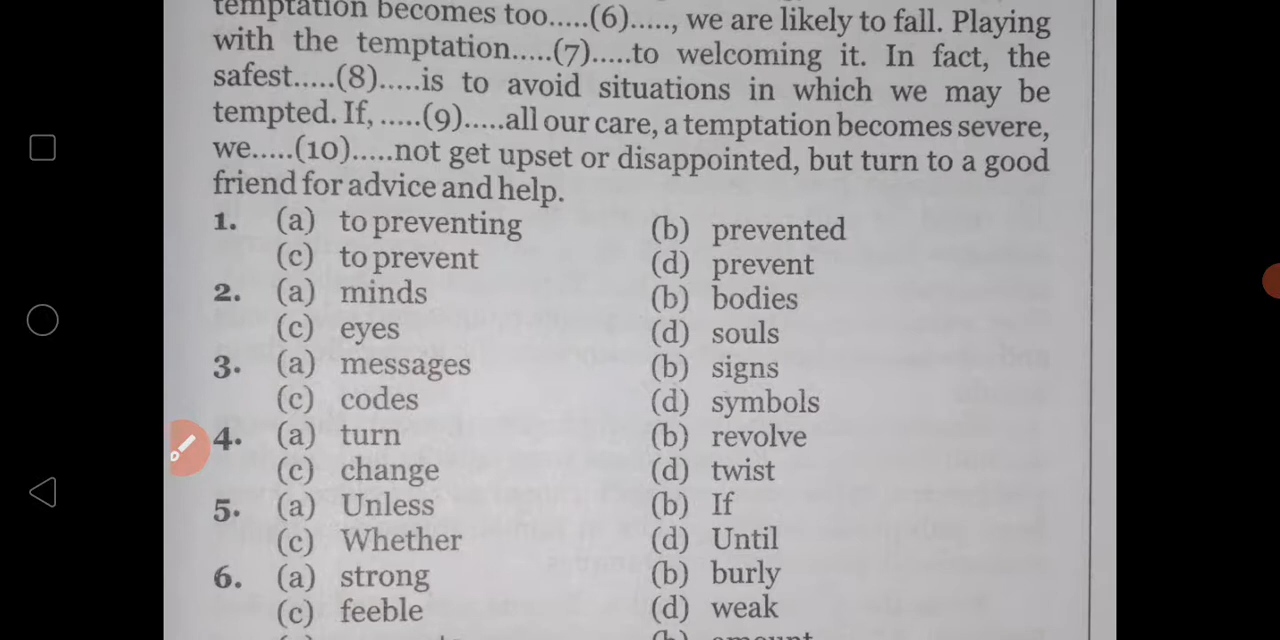 temptation becomes too.....(6)....., we are likely to fall. Playing
with the temptation.....(7).....to welcoming it. In fact, the
safest.....(8).....is to avoid situations in which we may be
tempted. If, .....(9).....all our care, a temptation becomes severe,
we.....(10).....not get upset or disappointed, but turn to a good
friend for advice and help.
1. (a) to preventing (b) prevented
(c) to prevent (d) prevent
2. (a) minds (b) bodies
(c) eyes (d) souls
3. (a) messages (b) signs
(c) codes (d) symbols
4. (a) turn (b) revolve
(c) change (d) twist
5. (a) Unless (b) If
(c) Whether (d) Until
6. (a) strong (b) burly
(c) feeble (d) weak
(b) amount